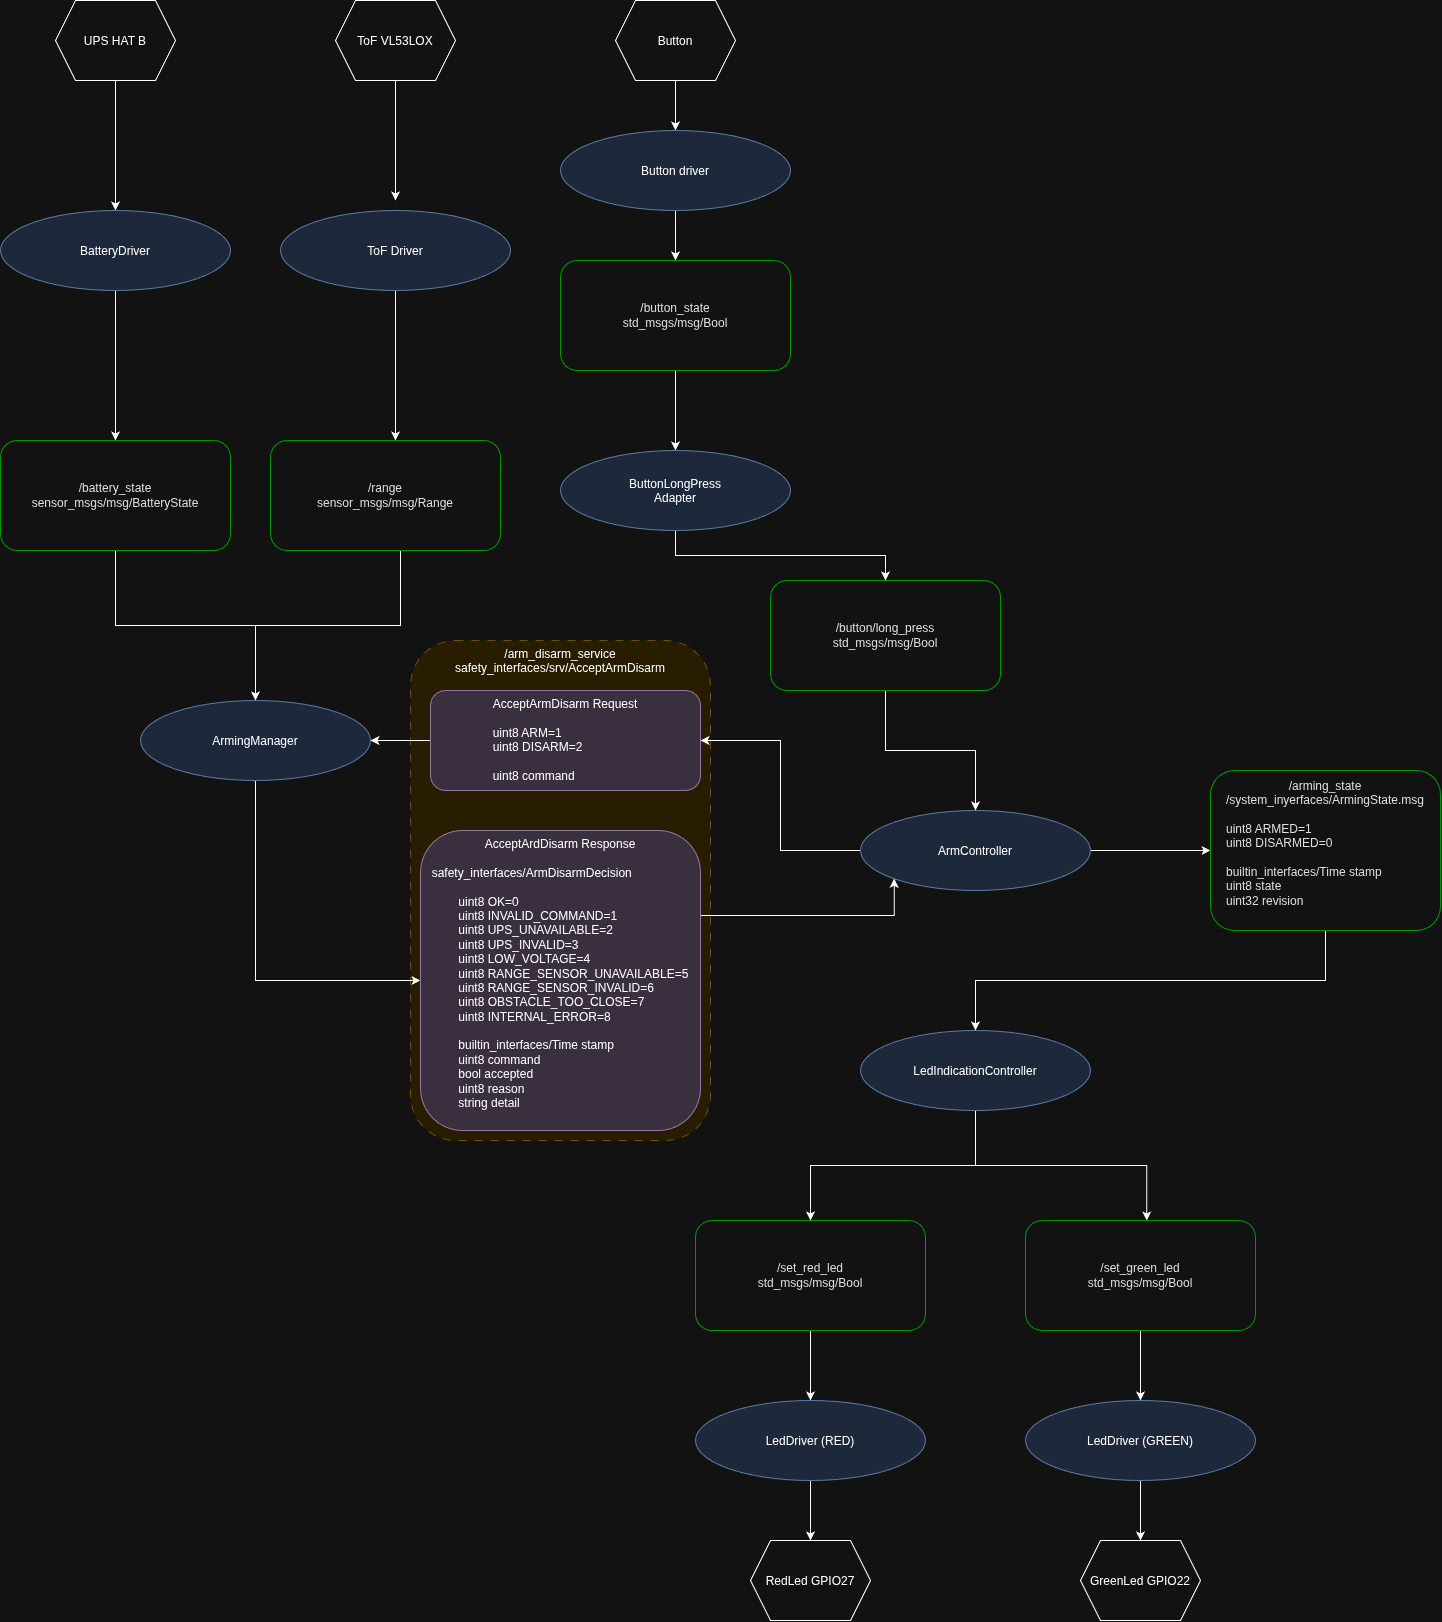 UPS HAT B
ToF VL53LOX
Button
Button driver
BatteryDriver
ToF Driver
/button_state
std_msgs/msg/Bool
/battery_state
sensor_msgs/msg/BatteryState
/range
sensor_msgs/msg/Range
ButtonLongPress
Adapter
/button/long_press
std_msgs/msg/Bool
/arm_disarm_service
safety_interfaces/srv/AcceptArmDisarm
AcceptArmDisarm Request
uint8 ARM=1
uint8 DISARM=2
uint8 command
ArmingManager
AcceptArdDisarm Response
safety_interfaces/ArmDisarmDecision
uint8 OK=0
uint8 INVALID_COMMAND=1
uint8 UPS_UNAVAILABLE=2
uint8 UPS_INVALID=3
uint8 LOW_VOLTAGE=4
uint8 RANGE_SENSOR_UNAVAILABLE=5
uint8 RANGE_SENSOR_INVALID=6
uint8 OBSTACLE_TOO_CLOSE=7
uint8 INTERNAL_ERROR=8
builtin_interfaces/Time stamp
uint8 command
bool accepted
uint8 reason
string detail
ArmController
/arming_state
/system_inyerfaces/ArmingState.msg
uint8 ARMED=1
uint8 DISARMED=0
builtin_interfaces/Time stamp
uint8 state
uint32 revision
LedIndicationController
/set_red_led
std_msgs/msg/Bool
/set_green_led
std_msgs/msg/Bool
LedDriver (RED)
LedDriver (GREEN)
RedLed GPIO27
GreenLed GPIO22